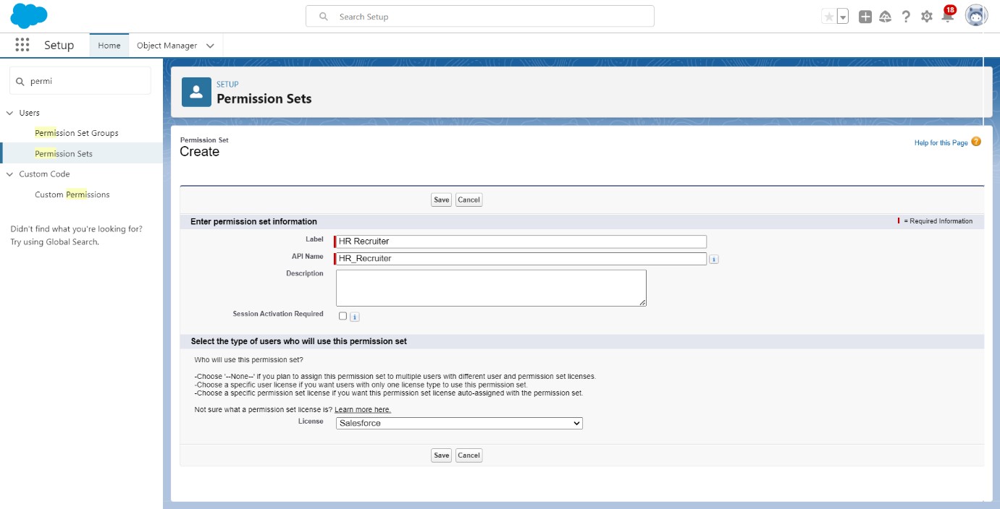 Search Setup
18
Setup
Home
Object Manager
permi
Users
Permission Set Groups
Permission Sets
Custom Code
Custom Permissions
Didn't find what you're looking for?
Try using Global Search.
SETUP
Permission Sets
Permission Set
Create
Help for this Page ?
Save Cancel
Enter permission set information
= Required Information
Label HR Recruiter
API Name HR_Recruiter i
Description
Session Activation Required i
Select the type of users who will use this permission set
Who will use this permission set?
-Choose '--None--' if you plan to assign this permission set to multiple users with different user and permission set licenses.
-Choose a specific user license if you want users with only one license type to use this permission set.
-Choose a specific permission set license if you want this permission set license auto-assigned with the permission set.
Not sure what a permission set license is? Learn more here.
License Salesforce
Save Cancel